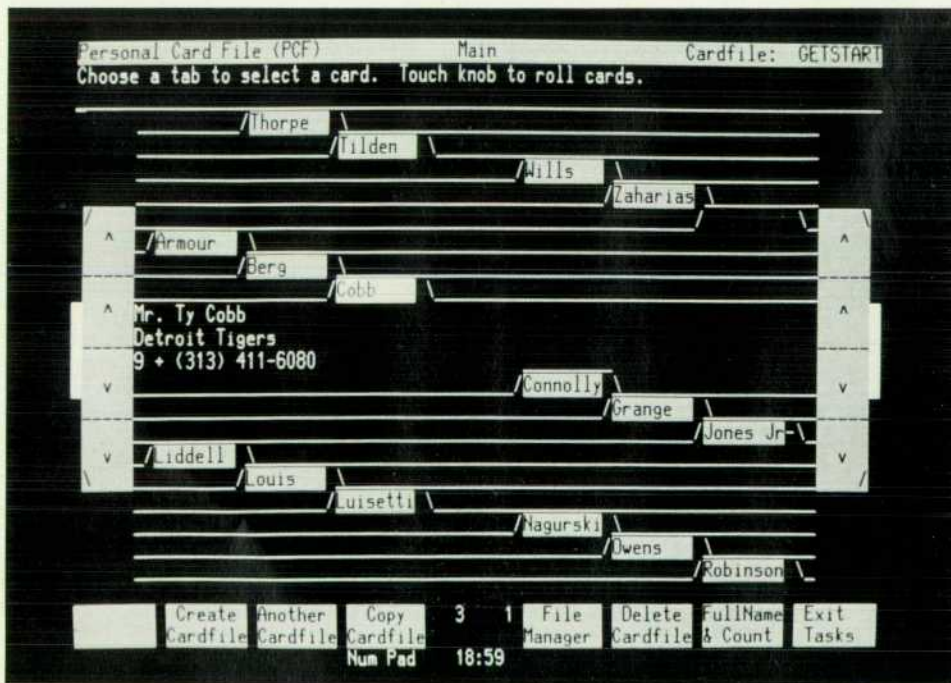 Personal Card File (PCF) Main Cardfile: GETSTART
Choose a tab to select a card. Touch knob to roll cards.
Thorpe
Tilden
Wills
Zaharias
Armour
Berg
Cobb
Mr. Ty Cobb
Detroit Tigers
9 + (313) 411-6080
Connolly
Grange
Jones Jr-
Liddell
Louis
Luisetti
Nagurski
Owens
Robinson
Create Another Copy 3 1 File Delete FullName Exit
Cardfile Cardfile Cardfile Manager Cardfile & Count Tasks
Num Pad 18:59